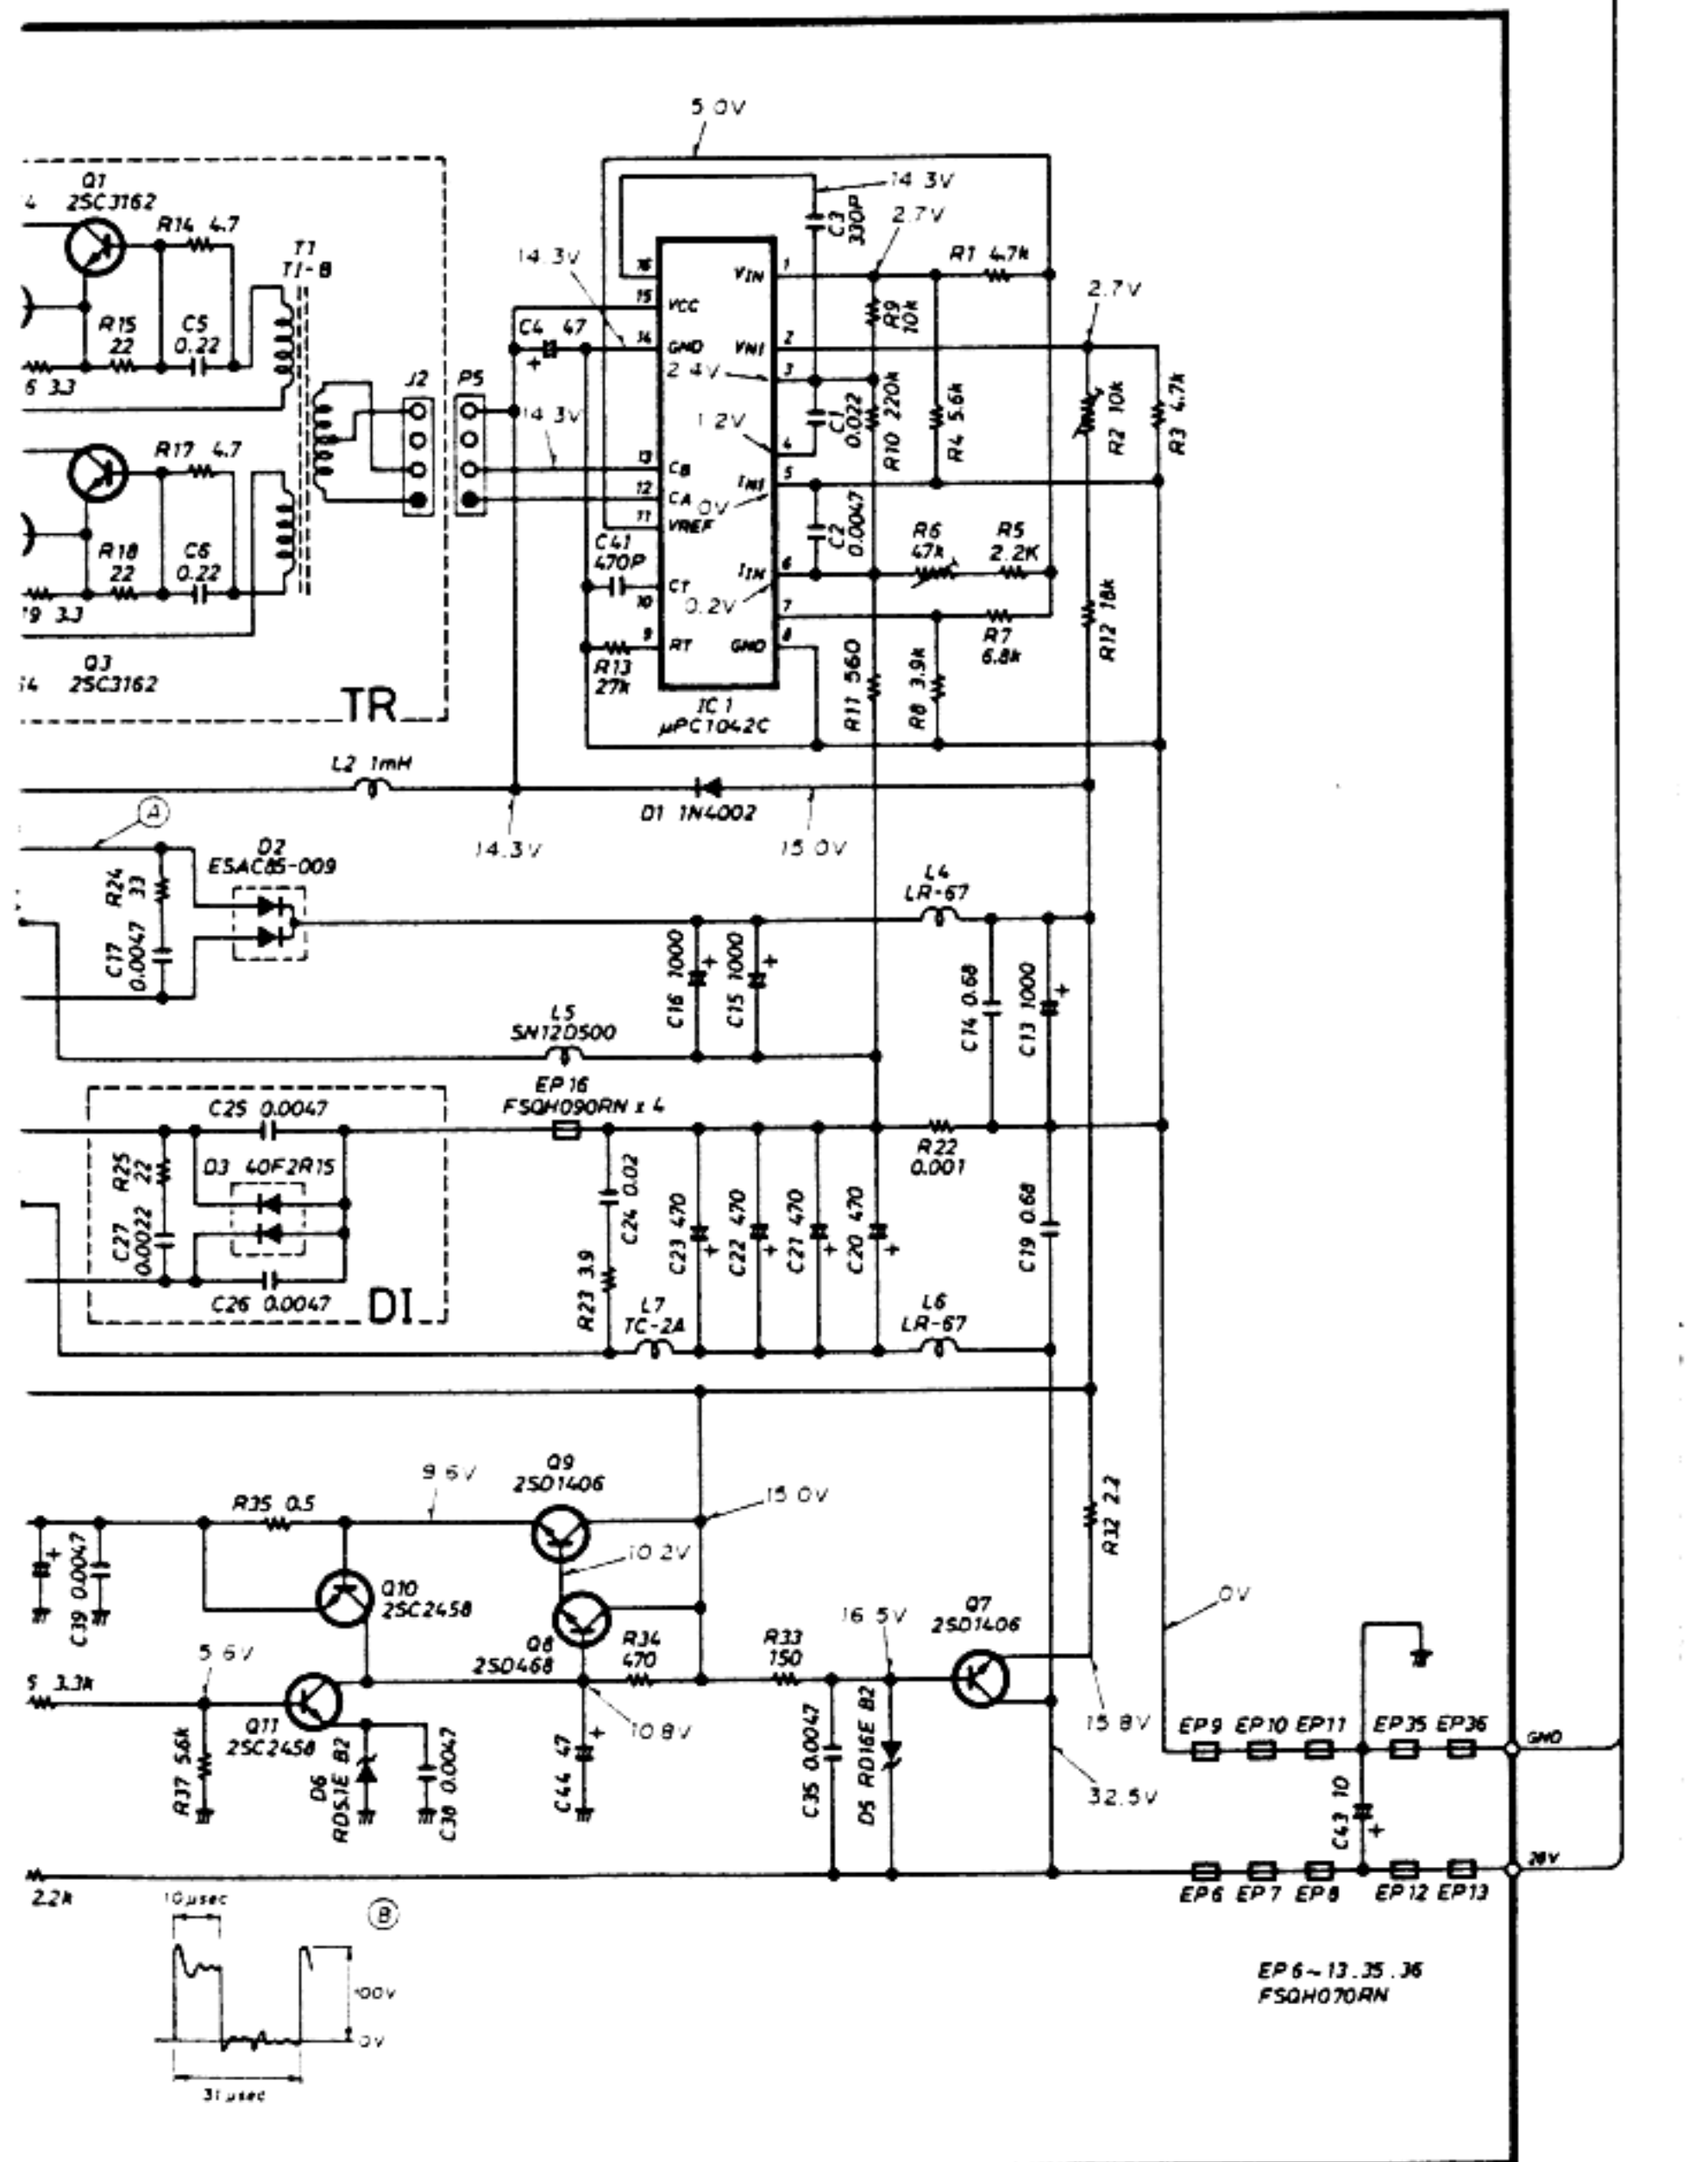 5.0V
Q1
2SC3162
4
R14 4.7
T1
TI-8
14.3V
C3
330P
2.7V
14.3V
16
VIN
1
R1 4.7k
15
VCC
R9
10k
2.7V
R15
22
C5
0.22
C4 47
+
14
GND
VNI
2
2.4V
3
6 3.3
J2
P5
1.2V
C1
0.022
R10 220k
R4 5.6k
R2 10k
R3 4.7k
14.3V
4
R17 4.7
13
CB
INI
5
12
CA
0V
11
VREF
C41
470P
C2
0.0047
R6
47k
R5
2.2K
R18
22
C6
0.22
CT
10
IIN
6
0.2V
7
19 3.3
R12 18k
R7
6.8k
R13
27k
9
RT
GND
8
Q3
2SC3162
TR
IC1
µPC1042C
R11 560
R8 3.9k
L2 1mH
D1 1N4002
A
14.3V
15.0V
D2
ESAC85-009
R24
33
C17
0.0047
L4
LR-67
C16 1000
+
C15 1000
+
C14 0.68
C13 1000
+
L5
SN12D500
EP16
FSQH090RN x 4
C25 0.0047
R25
22
D3 40F2R15
C27
0.0022
R22
0.001
C24 0.02
C23 470
+
C22 470
+
C21 470
+
C20 470
+
C19 0.68
C26 0.0047
DI
R23 3.9
L7
TC-2A
L6
LR-67
Q9
2SD1406
9.6V
R35 0.5
15.0V
R32 2.2
+
C39 0.0047
10.2V
Q10
2SC2458
0V
5.6V
16.5V
Q7
2SD1406
Q8
2SD468
R34
470
R33
150
5 3.3k
Q11
2SC2458
10.8V
15.8V
R37 5.6k
D6
RD5.1E B2
C38 0.0047
C44 47
+
C35 0.0047
D5 RD16E B2
EP9 EP10 EP11 EP35 EP36
GND
32.5V
C43 10
+
28V
2.2k
EP6 EP7 EP8 EP12 EP13
10µsec
B
100V
0V
31µsec
EP6~13.35.36
FSQH070RN